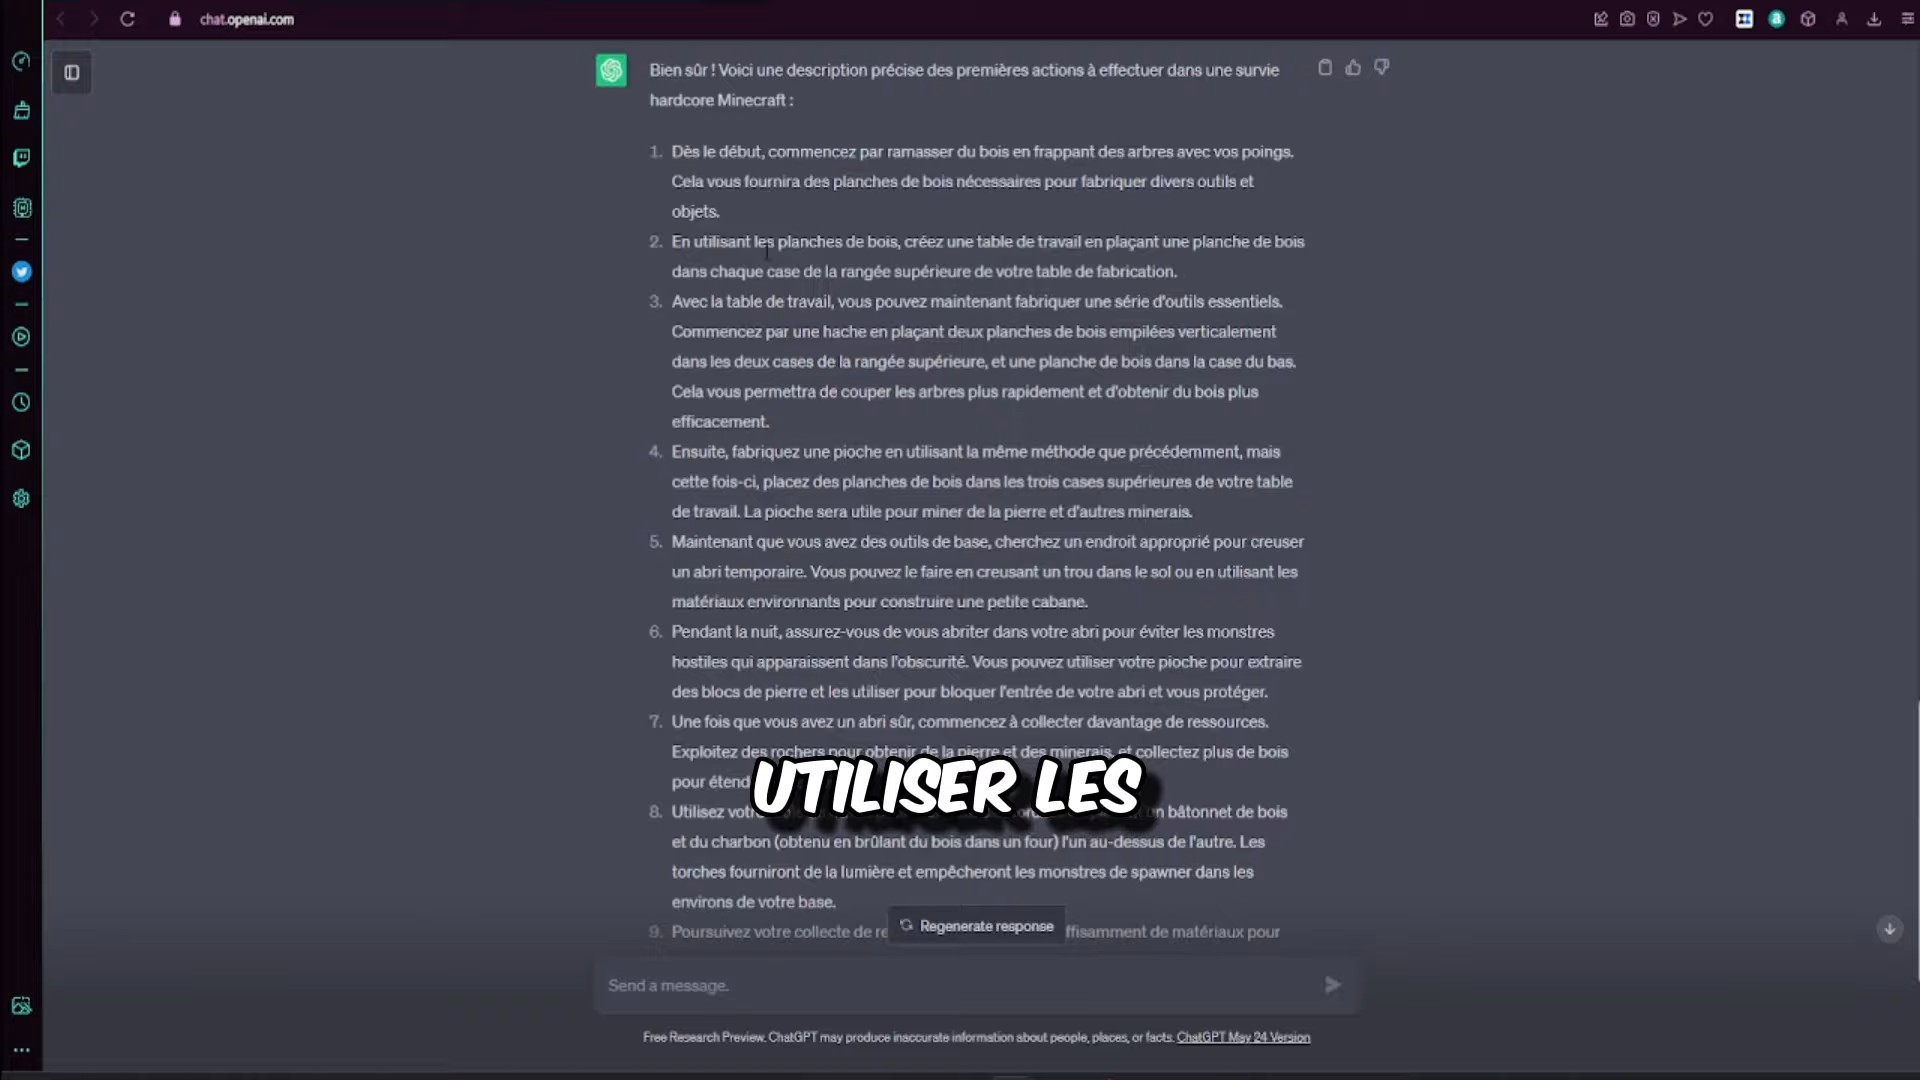 chat.openai.com
Bien sûr ! Voici une description précise des premières actions à effectuer dans une survie
hardcore Minecraft :
1. Dès le début, commencez par ramasser du bois en frappant des arbres avec vos poings.
Cela vous fournira des planches de bois nécessaires pour fabriquer divers outils et
objets.
2. En utilisant les planches de bois, créez une table de travail en plaçant une planche de bois
dans chaque case de la rangée supérieure de votre table de fabrication.
3. Avec la table de travail, vous pouvez maintenant fabriquer une série d'outils essentiels.
Commencez par une hache en plaçant deux planches de bois empilées verticalement
dans les deux cases de la rangée supérieure, et une planche de bois dans la case du bas.
Cela vous permettra de couper les arbres plus rapidement et d'obtenir du bois plus
efficacement.
4. Ensuite, fabriquez une pioche en utilisant la même méthode que précédemment, mais
cette fois-ci, placez des planches de bois dans les trois cases supérieures de votre table
de travail. La pioche sera utile pour miner de la pierre et d'autres minerais.
5. Maintenant que vous avez des outils de base, cherchez un endroit approprié pour creuser
un abri temporaire. Vous pouvez le faire en creusant un trou dans le sol ou en utilisant les
matériaux environnants pour construire une petite cabane.
6. Pendant la nuit, assurez-vous de vous abriter dans votre abri pour éviter les monstres
hostiles qui apparaissent dans l'obscurité. Vous pouvez utiliser votre pioche pour extraire
des blocs de pierre et les utiliser pour bloquer l'entrée de votre abri et vous protéger.
7. Une fois que vous avez un abri sûr, commencez à collecter davantage de ressources.
Exploitez des rochers pour obtenir de la pierre et des minerais, et collectez plus de bois
pour étend
UTILISER LES
8. Utilisez votr un bâtonnet de bois
et du charbon (obtenu en brûlant du bois dans un four) l'un au-dessus de l'autre. Les
torches fourniront de la lumière et empêcheront les monstres de spawner dans les
environs de votre base.
9. Poursuivez votre collecte de re ffisamment de matériaux pour
Regenerate response
Send a message.
Free Research Preview. ChatGPT may produce inaccurate information about people, places, or facts. ChatGPT May 24 Version